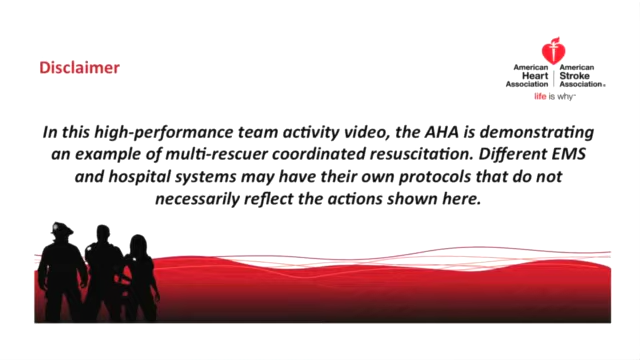 Disclaimer
American
Heart
Association
American
Stroke
Association®
life is why™
In this high-performance team activity video, the AHA is demonstrating
an example of multi-rescuer coordinated resuscitation. Different EMS
and hospital systems may have their own protocols that do not
necessarily reflect the actions shown here.